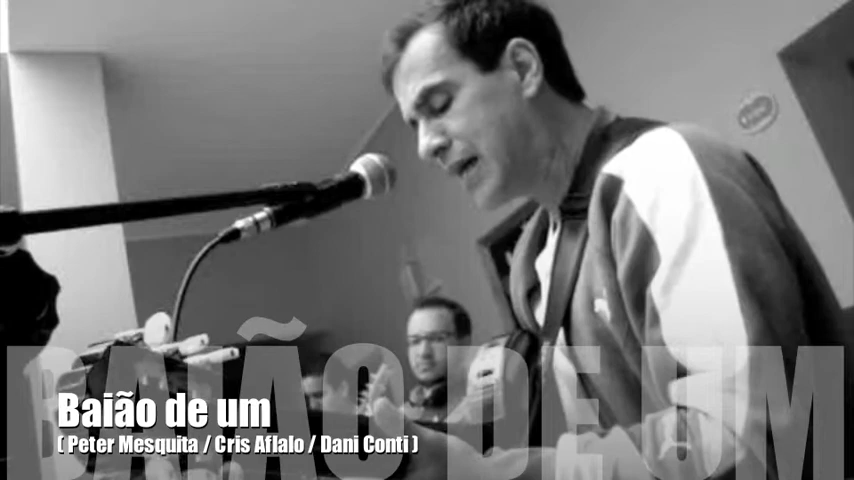 Baião de um
( Peter Mesquita / Cris Aflalo / Dani Conti )
BAIÃO DE UM